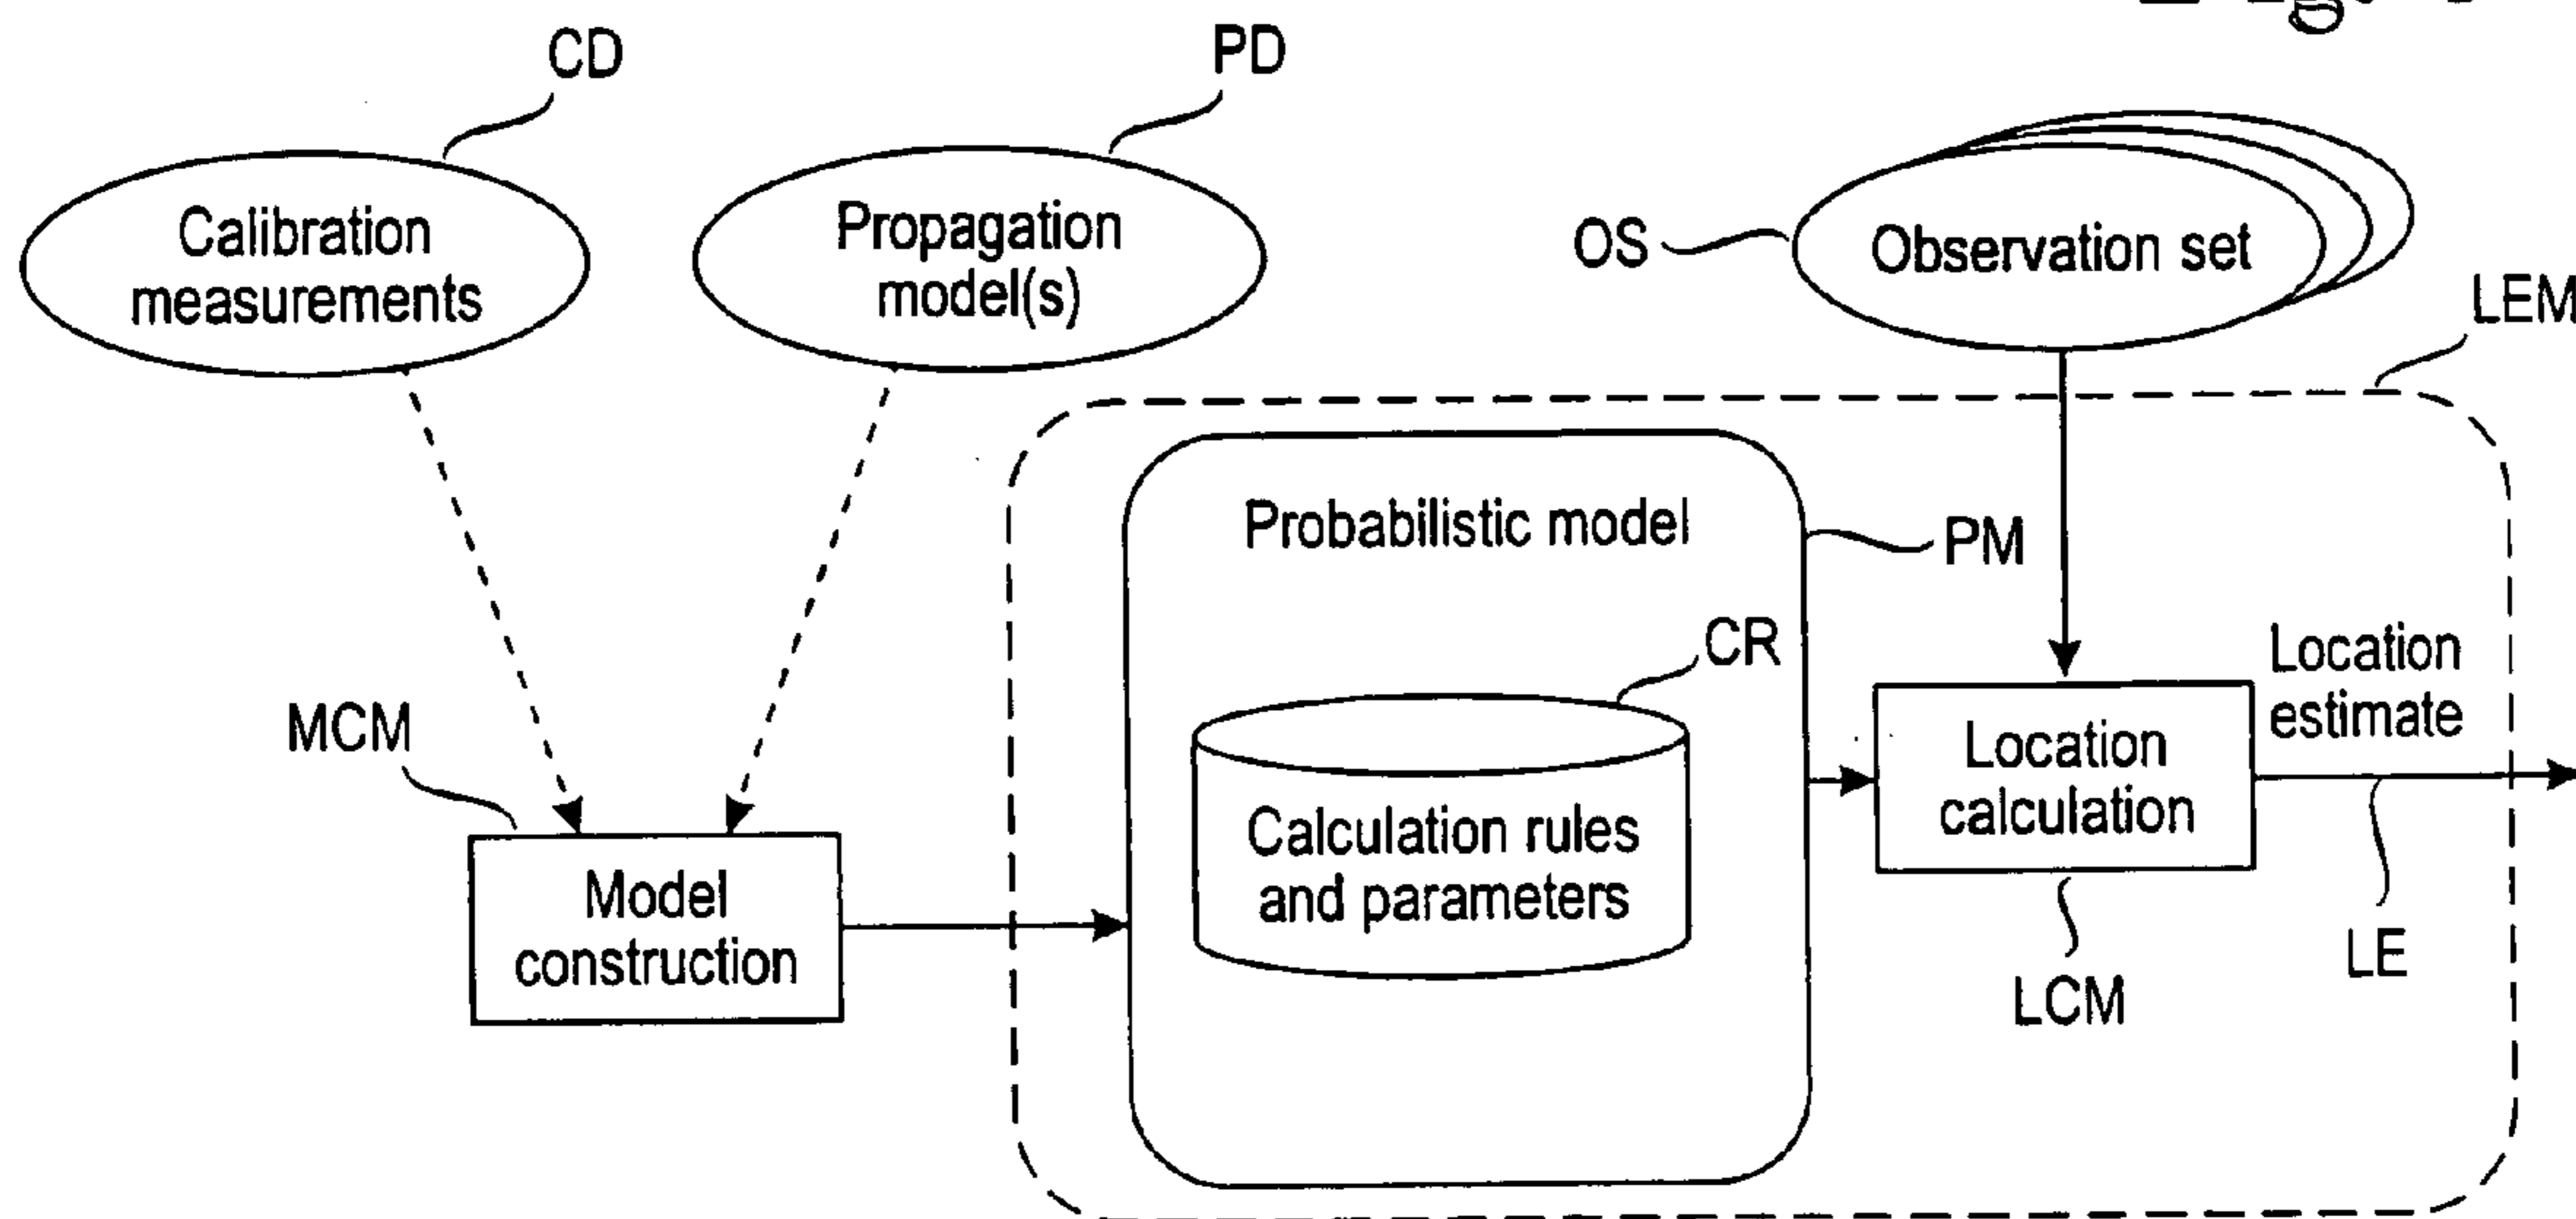 CD
PD
Calibration
measurements
Propagation
model(s)
OS
Observation set
LEM
Probabilistic model
PM
CR
MCM
Location
estimate
Location
calculation
Calculation rules
and parameters
Model
construction
LE
LCM